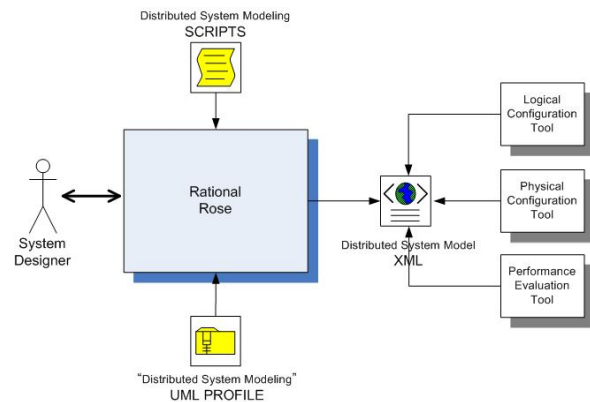 Distributed System Modeling
SCRIPTS
Logical
Configuration
Tool
Rational
Rose
System
Designer
Physical
Configuration
Tool
Distributed System Model
XML
Performance
Evaluation
Tool
"Distributed System Modeling"
UML PROFILE